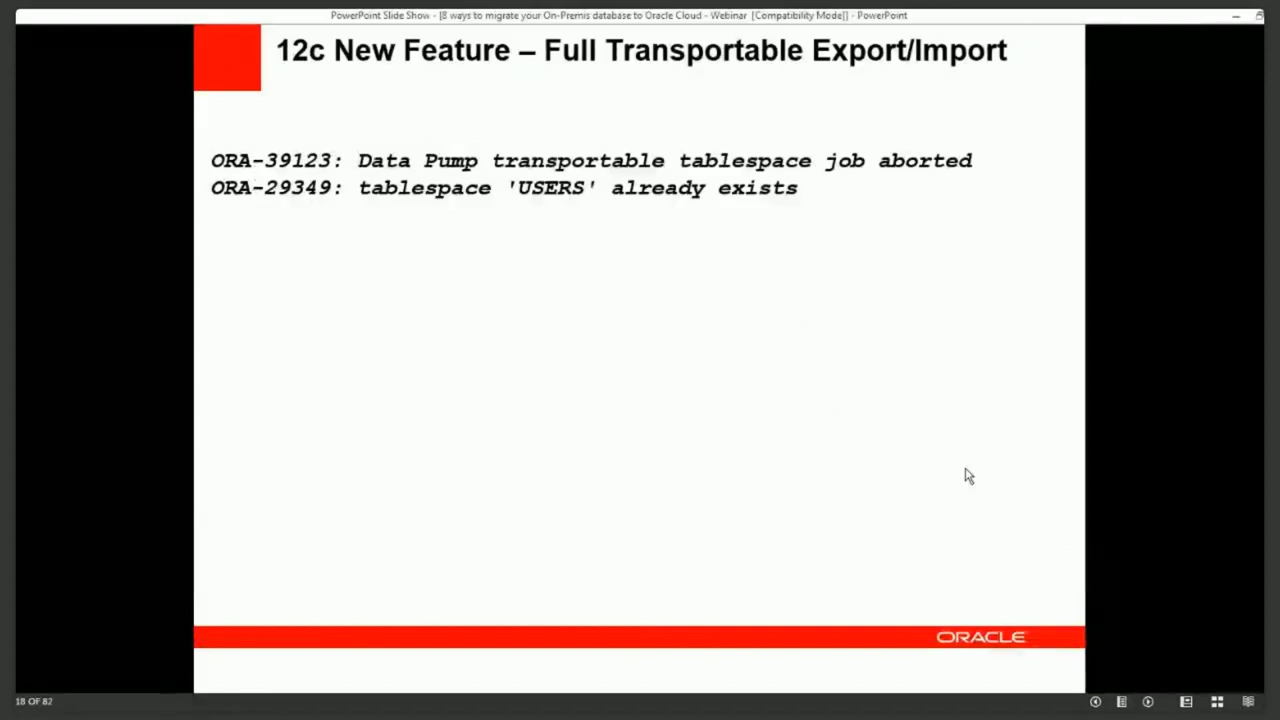 PowerPoint Slide Show - [8 ways to migrate your On-Premis database to Oracle Cloud - Webinar [Compatibility Mode]] - PowerPoint
12c New Feature – Full Transportable Export/Import
ORA-39123: Data Pump transportable tablespace job aborted
ORA-29349: tablespace 'USERS' already exists
ORACLE
18 OF 82